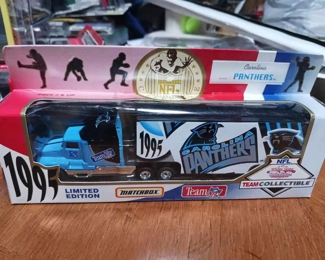 Carolina
PANTHERS
NFL
1995
CAROLINA
PANTHERS
1995
LIMITED
EDITION
MATCHBOX
Team
NFL
TEAM COLLECTIBLE